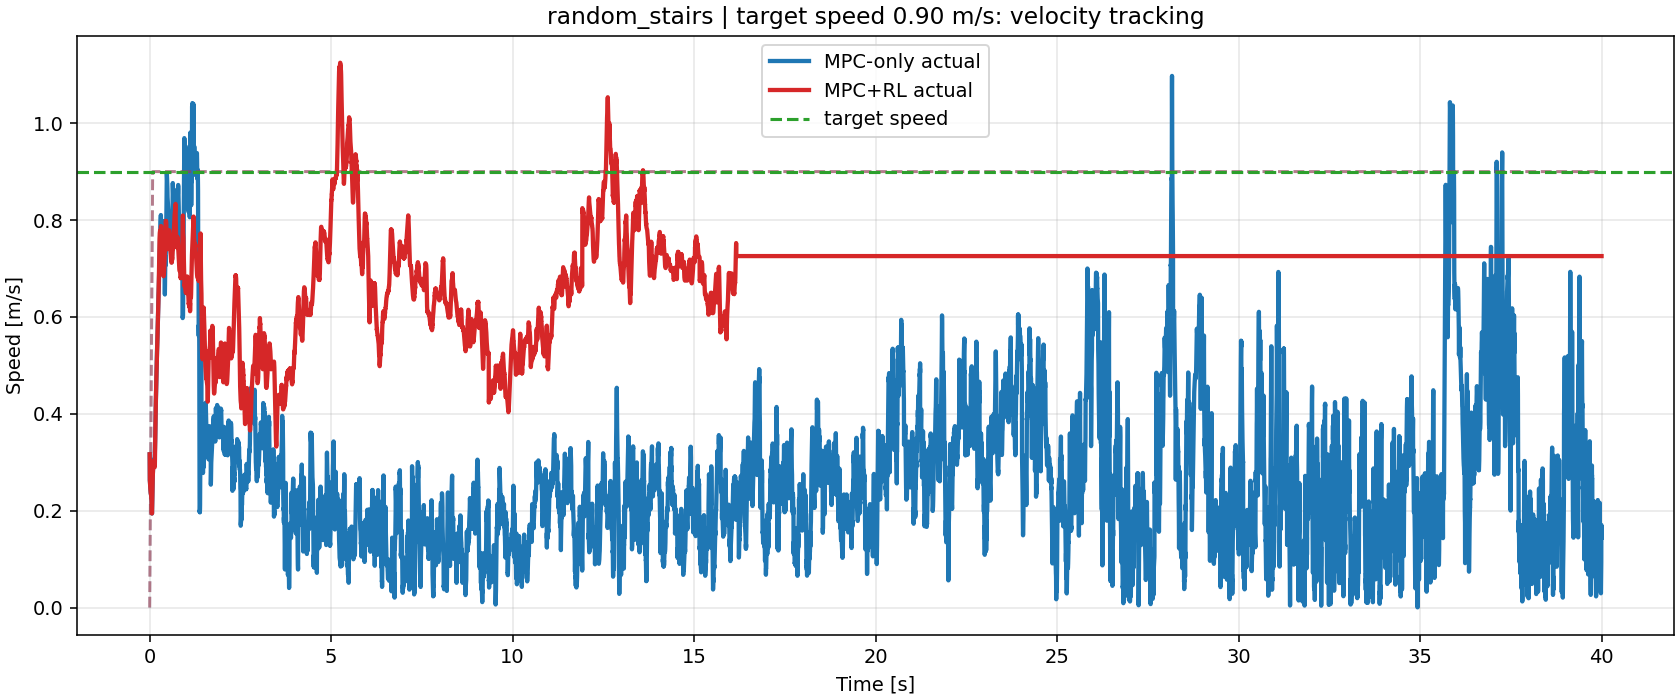 random_stairs | target speed 0.90 m/s: velocity tracking
MPC-only actual
MPC+RL actual
target speed
Speed [m/s]
1.0
0.8
0.6
0.4
0.2
0.0
0 5 10 15 20 25 30 35 40
Time [s]